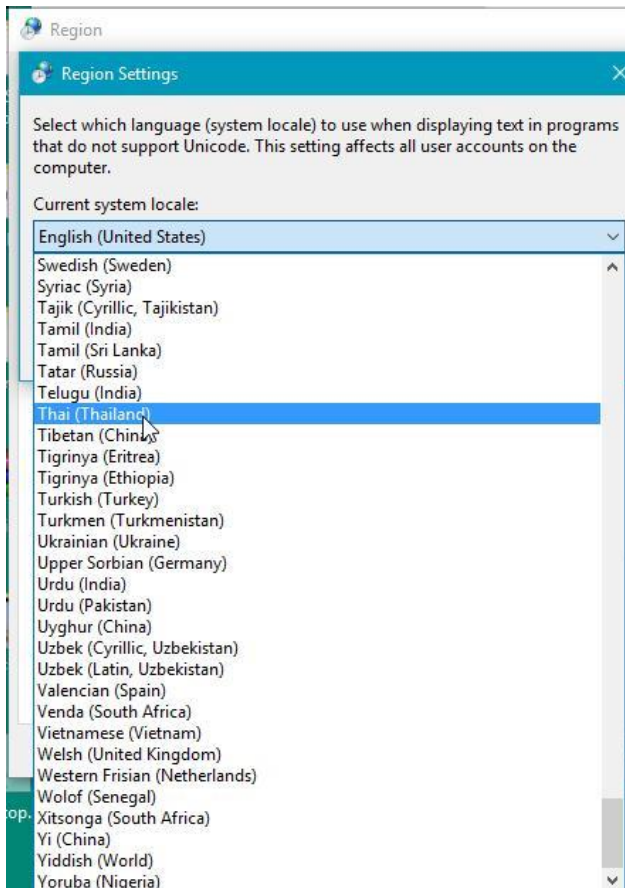 Region
Region Settings
Select which language (system locale) to use when displaying text in programs
that do not support Unicode. This setting affects all user accounts on the
computer.
Current system locale:
English (United States)
Swedish (Sweden)
Syriac (Syria)
Tajik (Cyrillic, Tajikistan)
Tamil (India)
Tamil (Sri Lanka)
Tatar (Russia)
Telugu (India)
Thai (Thailand)
Tibetan (China)
Tigrinya (Eritrea)
Tigrinya (Ethiopia)
Turkish (Turkey)
Turkmen (Turkmenistan)
Ukrainian (Ukraine)
Upper Sorbian (Germany)
Urdu (India)
Urdu (Pakistan)
Uyghur (China)
Uzbek (Cyrillic, Uzbekistan)
Uzbek (Latin, Uzbekistan)
Valencian (Spain)
Venda (South Africa)
Vietnamese (Vietnam)
Welsh (United Kingdom)
Western Frisian (Netherlands)
Wolof (Senegal)
top.
Xitsonga (South Africa)
Yi (China)
Yiddish (World)
Yoruba (Nigeria)